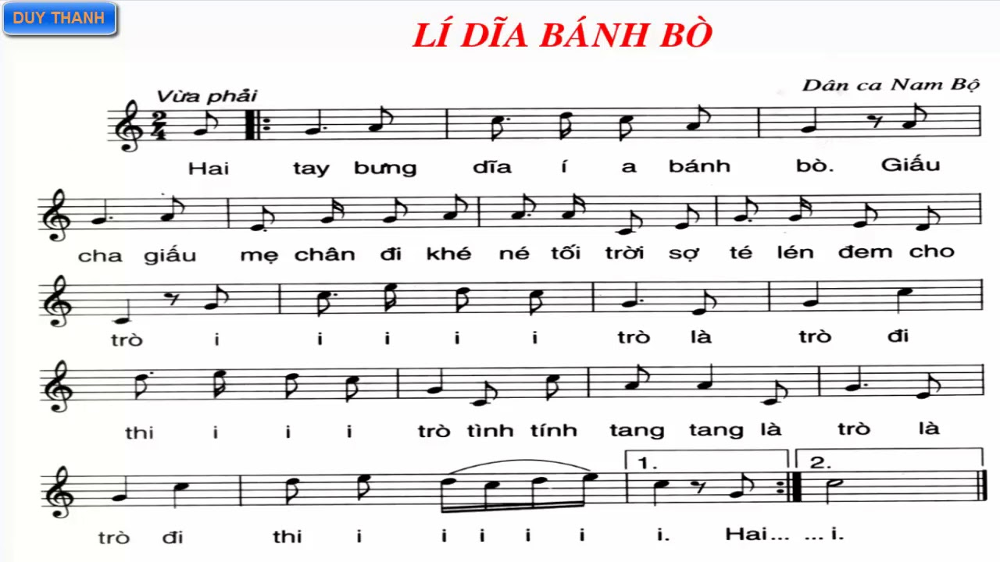 DUY THANH
LÍ DĨA BÁNH BÒ
Vừa phải
Dân ca Nam Bộ
2
4
Hai tay bưng dĩa í a bánh bò. Giấu
cha giấu mẹ chân đi khé né tối trời sợ té lén đem cho
trò i i i i i trò là trò đi
thi i i i trò tình tính tang tang là trò là
1. 2.
trò đi thi i i i i i i. Hai... ...i.